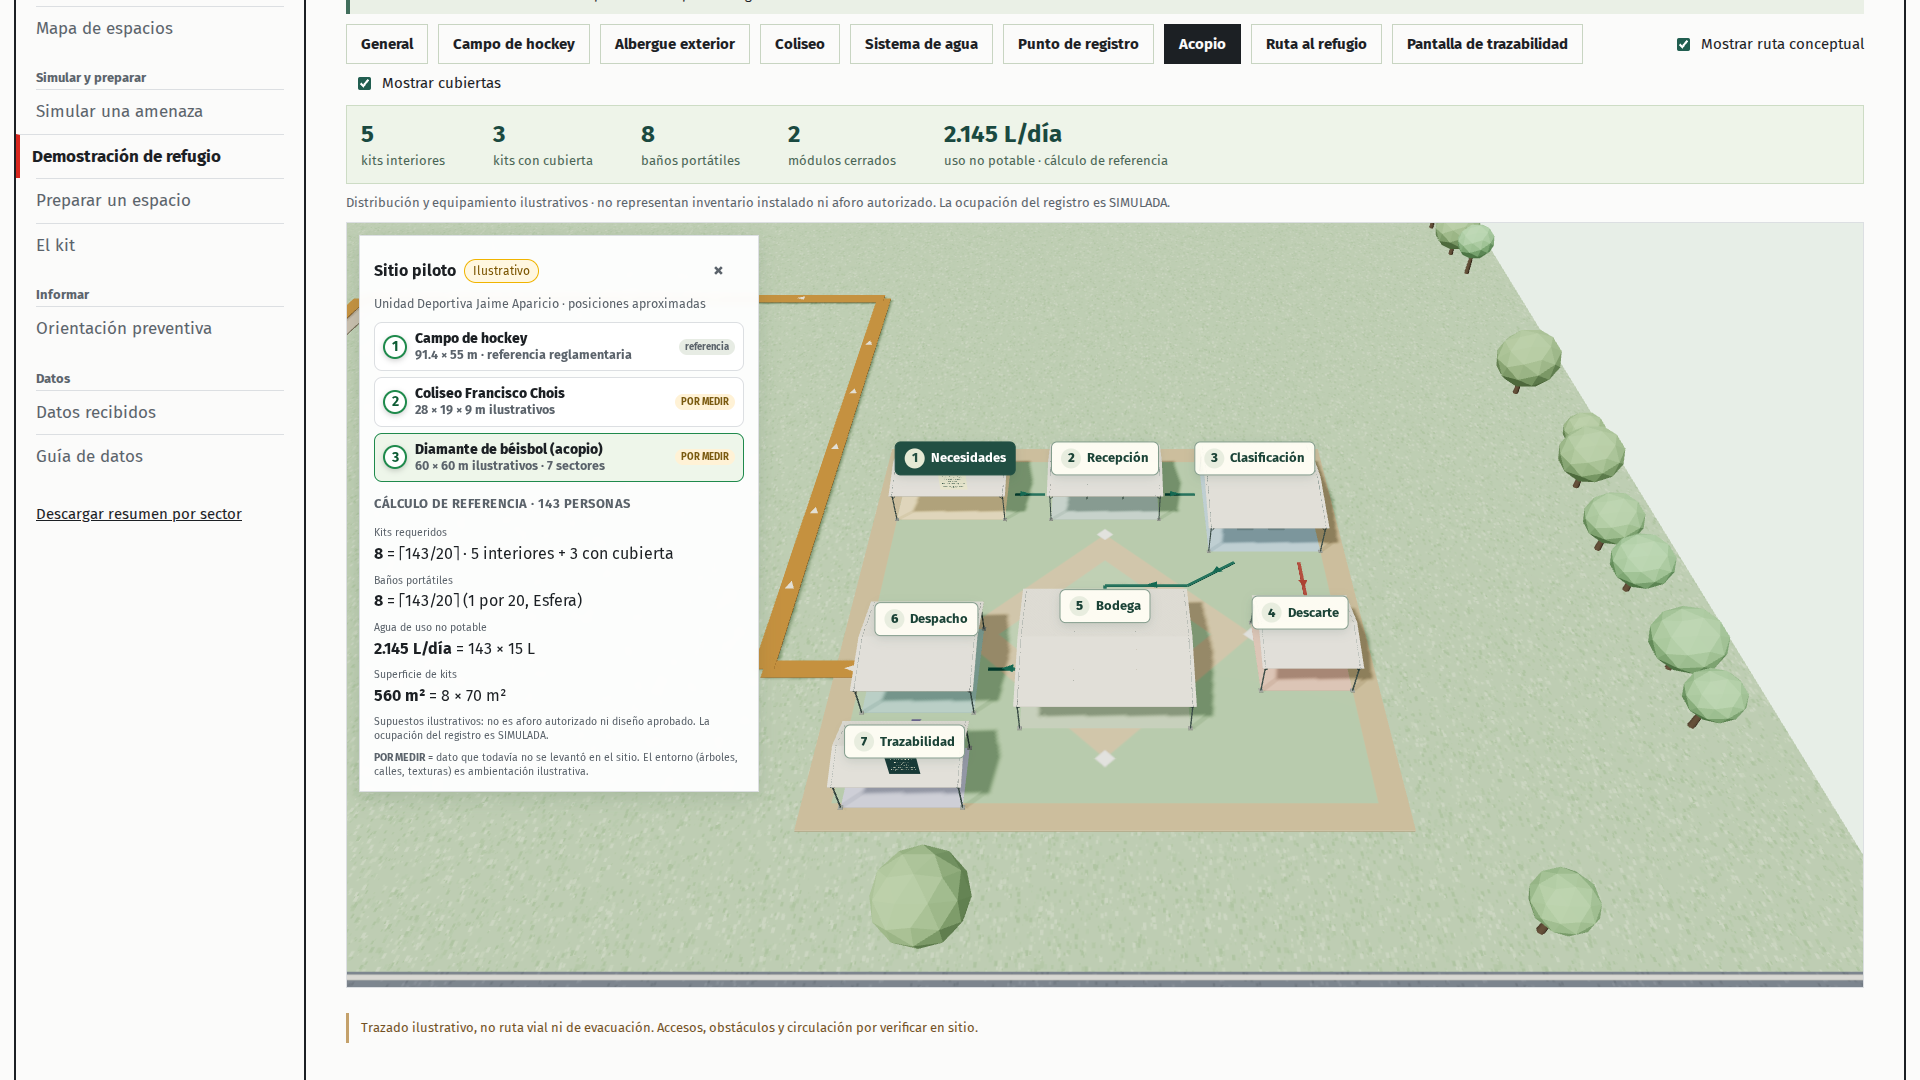 Mapa de espacios
Simular y preparar
Simular una amenaza
Demostración de refugio
Preparar un espacio
El kit
Informar
Orientación preventiva
Datos
Datos recibidos
Guía de datos
Descargar resumen por sector
General
Campo de hockey
Albergue exterior
Coliseo
Sistema de agua
Punto de registro
Acopio
Ruta al refugio
Pantalla de trazabilidad
Mostrar ruta conceptual
Mostrar cubiertas
5
kits interiores
3
kits con cubierta
8
baños portátiles
2
módulos cerrados
2.145 L/día
uso no potable · cálculo de referencia
Distribución y equipamiento ilustrativos · no representan inventario instalado ni aforo autorizado. La ocupación del registro es SIMULADA.
Sitio piloto Ilustrativo ×
Unidad Deportiva Jaime Aparicio · posiciones aproximadas
1 Campo de hockey
91.4 × 55 m · referencia reglamentaria
referencia
2 Coliseo Francisco Chois
28 × 19 × 9 m ilustrativos
POR MEDIR
3 Diamante de béisbol (acopio)
60 × 60 m ilustrativos · 7 sectores
POR MEDIR
CÁLCULO DE REFERENCIA · 143 PERSONAS
Kits requeridos
8 = ⌈143/20⌉ · 5 interiores + 3 con cubierta
Baños portátiles
8 = ⌈143/20⌉ (1 por 20, Esfera)
Agua de uso no potable
2.145 L/día = 143 × 15 L
Superficie de kits
560 m² = 8 × 70 m²
Supuestos ilustrativos: no es aforo autorizado ni diseño aprobado. La
ocupación del registro es SIMULADA.
POR MEDIR = dato que todavía no se levantó en el sitio. El entorno (árboles,
calles, texturas) es ambientación ilustrativa.
1 Necesidades
2 Recepción
3 Clasificación
4 Descarte
5 Bodega
6 Despacho
7 Trazabilidad
Trazado ilustrativo, no ruta vial ni de evacuación. Accesos, obstáculos y circulación por verificar en sitio.